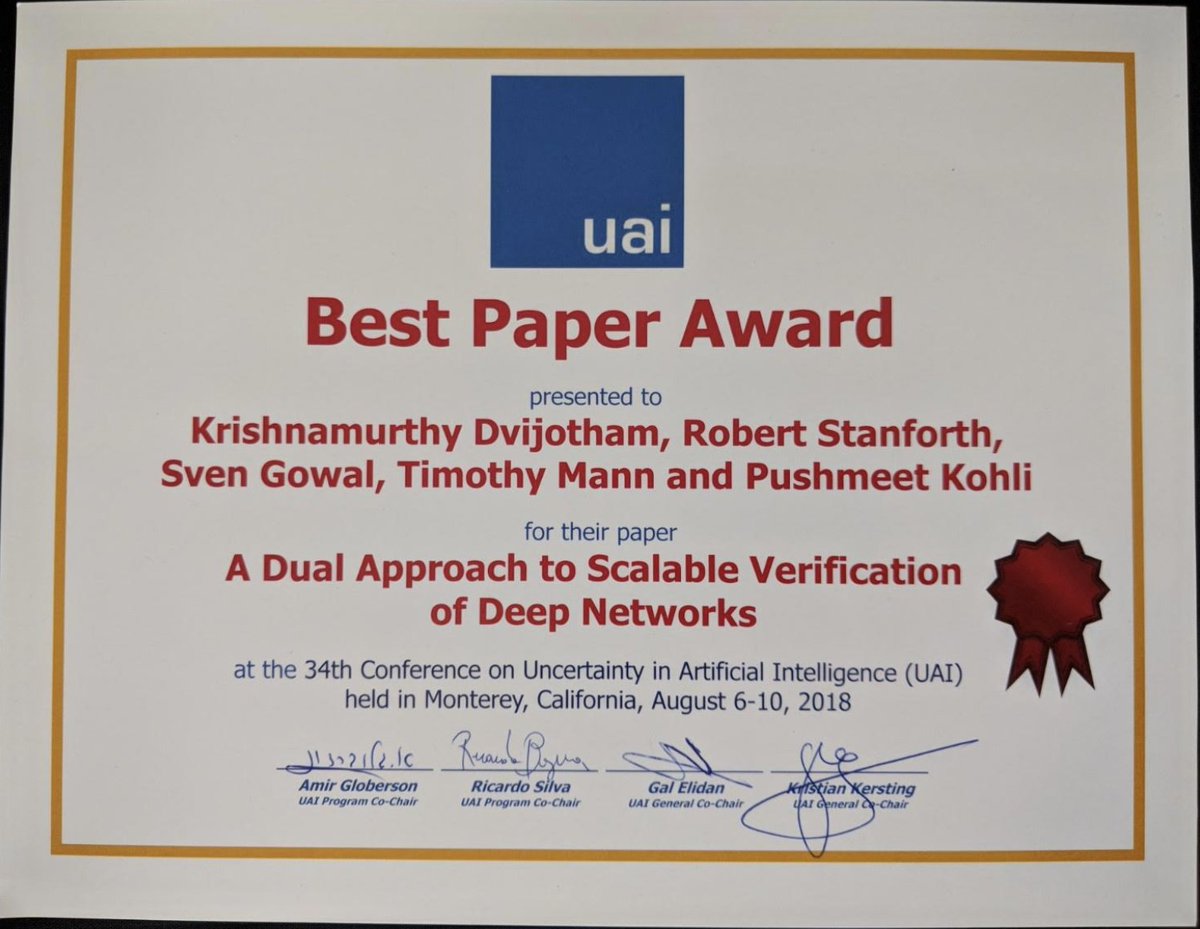 uai
Best Paper Award
presented to
Krishnamurthy Dvijotham, Robert Stanforth,
Sven Gowal, Timothy Mann and Pushmeet Kohli
for their paper
A Dual Approach to Scalable Verification
of Deep Networks
at the 34th Conference on Uncertainty in Artificial Intelligence (UAI)
held in Monterey, California, August 6-10, 2018
Amir Globerson
UAI Program Co-Chair
Ricardo Silva
UAI Program Co-Chair
Gal Elidan
UAI General Co-Chair
Kristian Kersting
UAI General Co-Chair